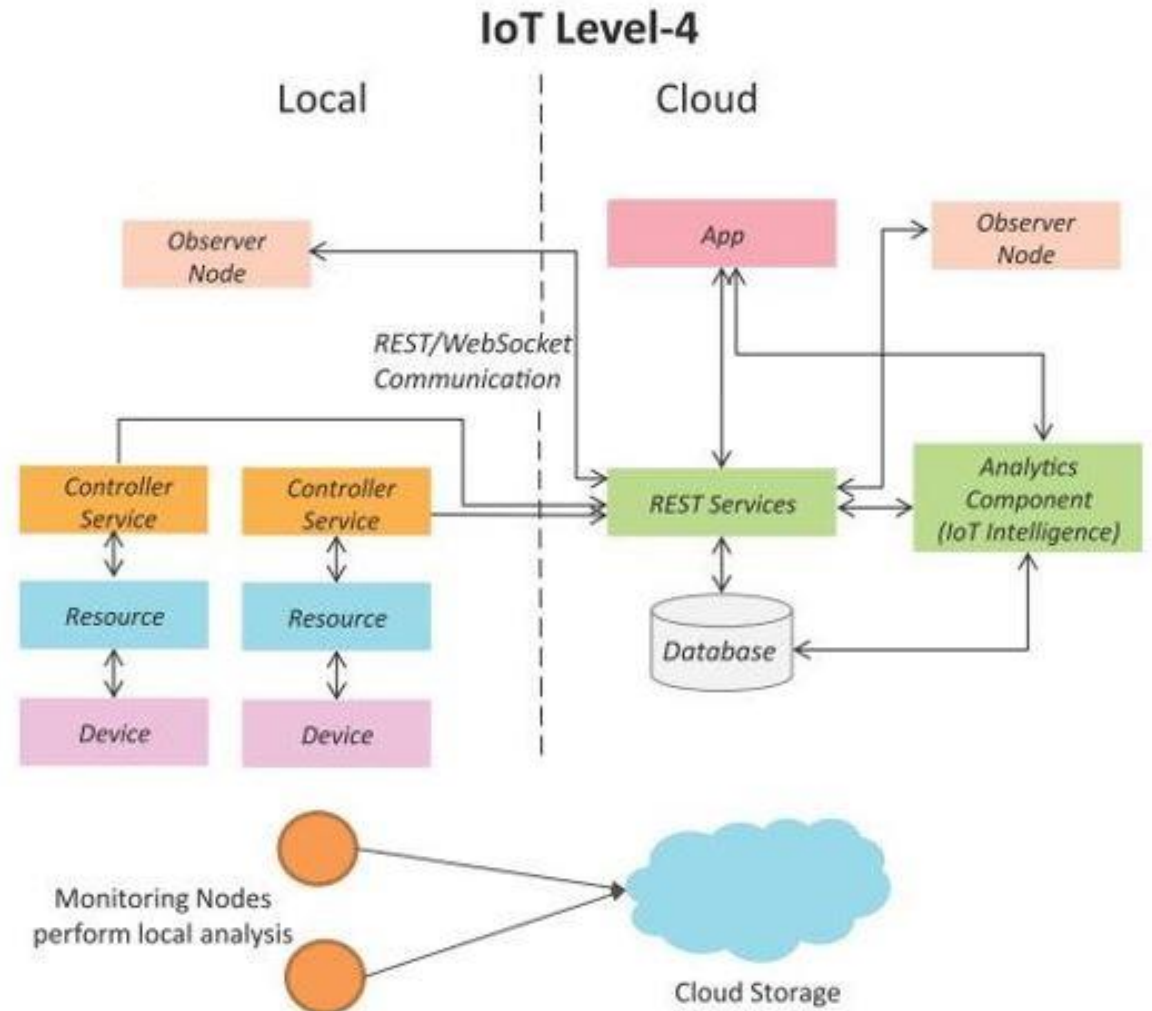 IoT Level-4
Local
Cloud
Observer
Node
App
Observer
Node
REST/WebSocket
Communication
Controller
Service
Controller
Service
REST Services
Analytics
Component
(IoT Intelligence)
Resource
Resource
Database
Device
Device
Monitoring Nodes
perform local analysis
Cloud Storage